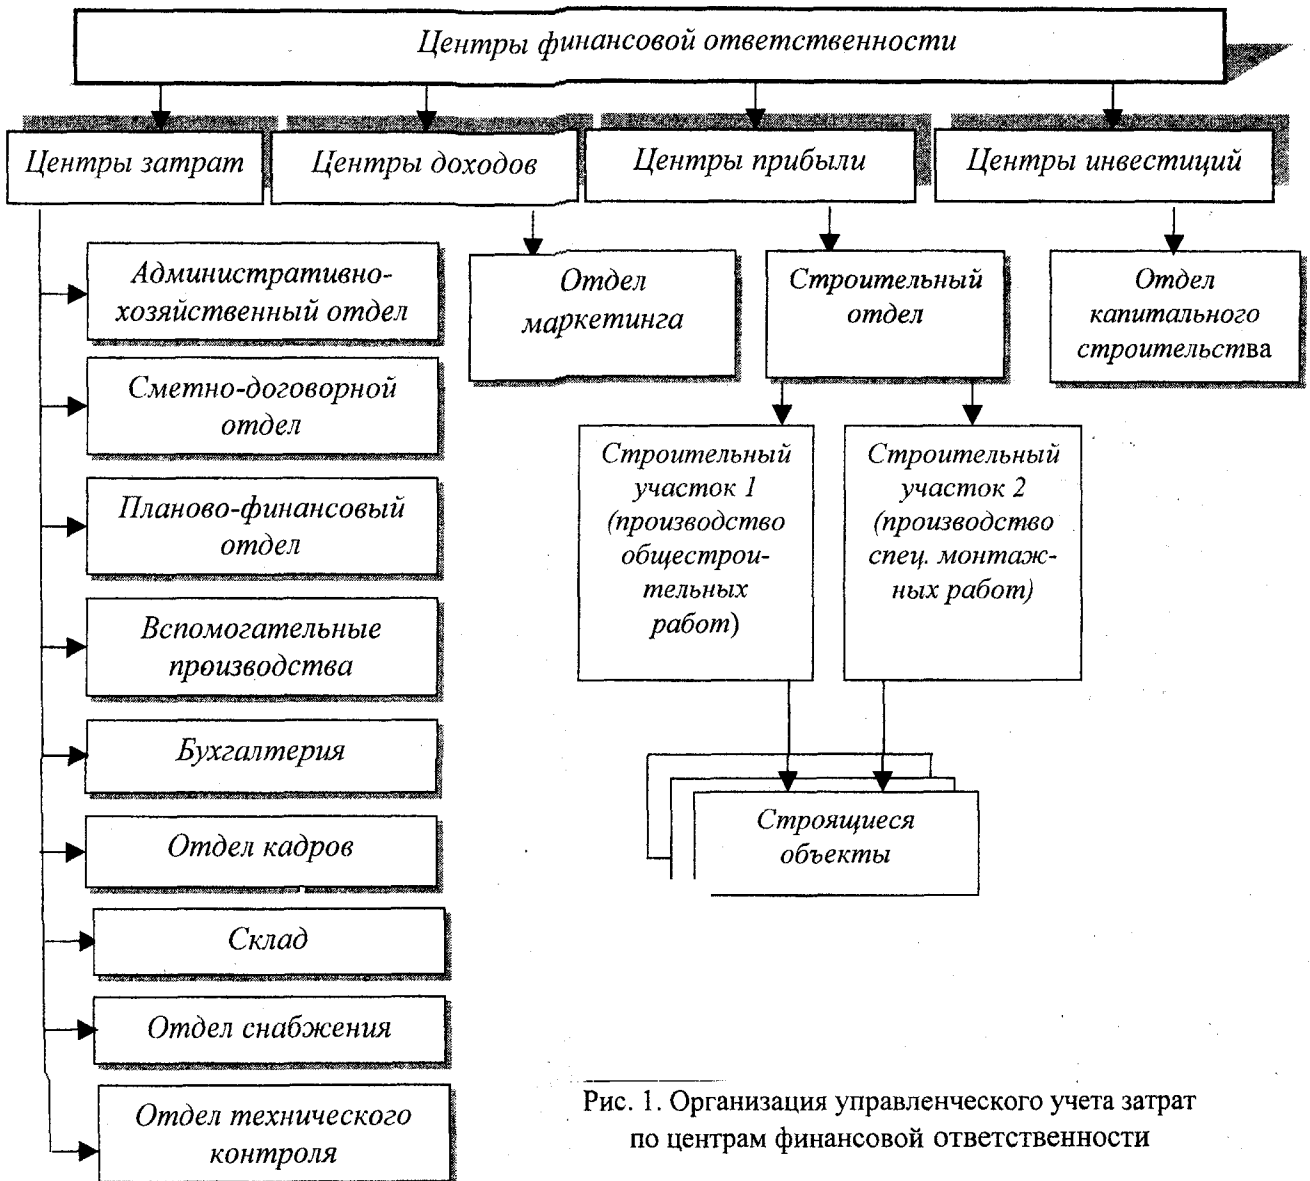 Центры финансовой ответственности
Центры затрат
Центры доходов
Центры прибыли
Центры инвестиций
Административно-
хозяйственный отдел
Сметно-договорной
отдел
Планово-финансовый
отдел
Вспомогательные
производства
Бухгалтерия
Отдел кадров
Склад
Отдел снабжения
Отдел технического
контроля
Отдел
маркетинга
Строительный
отдел
Строительный
участок 1
(производство
общестрои-
тельных
работ)
Строительный
участок 2
(производство
спец. монтаж-
ных работ)
Строящиеся
объекты
Отдел
капитального
строительства
Рис. 1. Организация управленческого учета затрат
по центрам финансовой ответственности